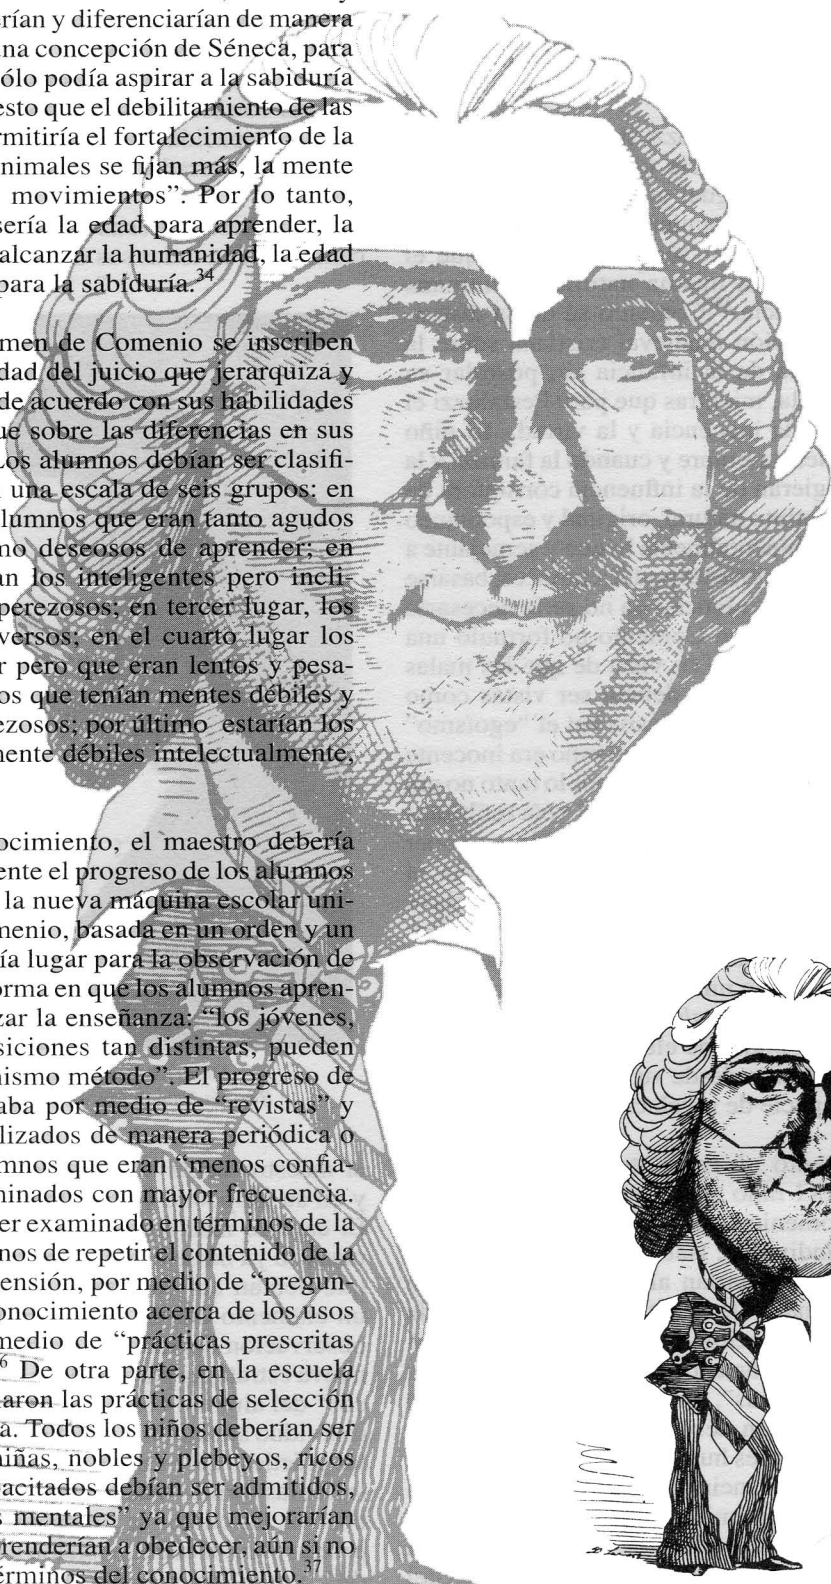 erían y diferenciarían de manera
una concepción de Séneca, para
ólo podía aspirar a la sabiduría
esto que el debilitamiento de las
rmitiría el fortalecimiento de la
nimales se fijan más, la mente
movimientos”. Por lo tanto,
sería la edad para aprender, la
alcanzar la humanidad, la edad
para la sabiduría.34
men de Comenio se inscriben
dad del juicio que jerarquiza y
de acuerdo con sus habilidades
ue sobre las diferencias en sus
Los alumnos debían ser clasifi-
n una escala de seis grupos: en
lumnos que eran tanto agudos
mo deseosos de aprender; en
an los inteligentes pero incli-
perezosos; en tercer lugar, los
versos; en el cuarto lugar los
r pero que eran lentos y pesa-
os que tenían mentes débiles y
ezosos; por último estarían los
mente débiles intelectualmente,
ocimiento, el maestro debería
ente el progreso de los alumnos
la nueva máquina escolar uni-
menio, basada en un orden y un
ía lugar para la observación de
orma en que los alumnos apren-
zar la enseñanza: “los jóvenes,
siciones tan distintas, pueden
mismo método”. El progreso de
aba por medio de “revistas” y
lizados de manera periódica o
mnos que eran “menos confia-
minados con mayor frecuencia.
er examinado en términos de la
nos de repetir el contenido de la
ensión, por medio de “pregun-
onocimiento acerca de los usos
medio de “prácticas prescritas
6 De otra parte, en la escuela
aron las prácticas de selección
a. Todos los niños deberían ser
niñas, nobles y plebeyos, ricos
pacitados debían ser admitidos,
s mentales” ya que mejorarían
prenderían a obedecer, aún si no
érminos del conocimiento.37